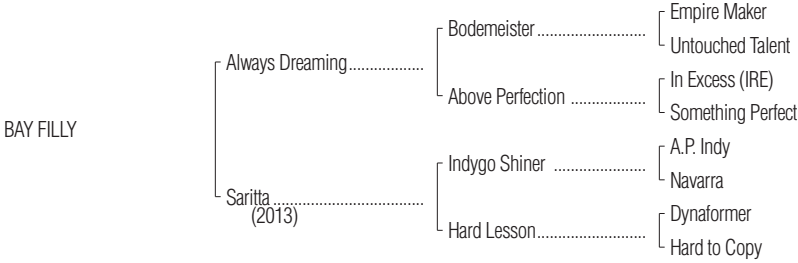 Empire Maker
Bodemeister..........................
Untouched Talent
Always Dreaming..................
In Excess (IRE)
Above Perfection ..................
Something Perfect
BAY FILLY
A.P. Indy
Indygo Shiner ......................
Navarra
Saritta ....................................
(2013)
Dynaformer
Hard Lesson..........................
Hard to Copy